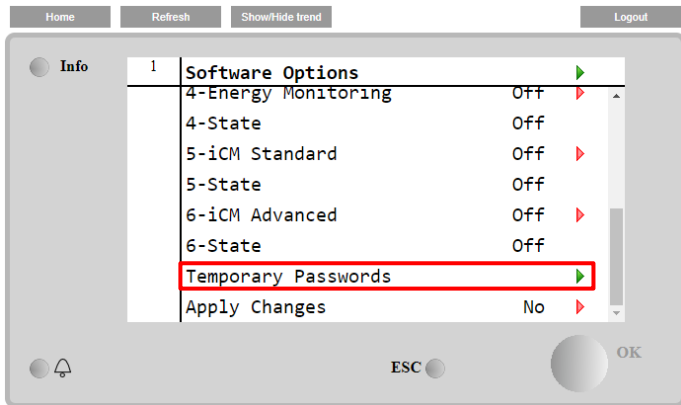 Home Refresh Show/Hide trend Logout
Info 1 Software Options
4-Energy Monitoring Off
4-State Off
5-iCM Standard Off
5-State Off
6-iCM Advanced Off
6-State Off
Temporary Passwords
Apply Changes No
ESC OK